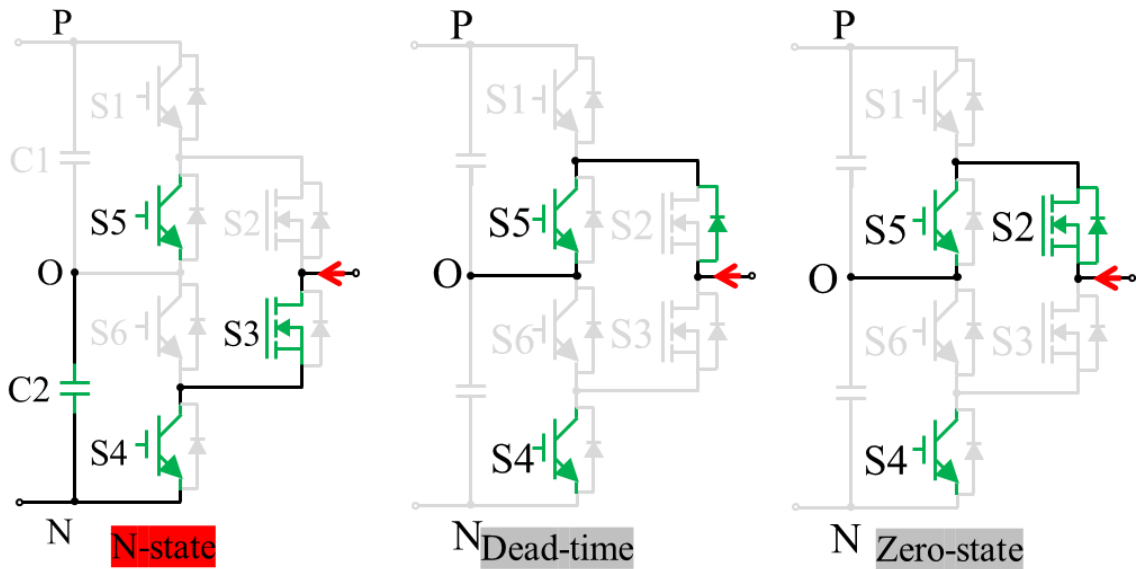 P
S1
C1
S5
S2
O
S6
S3
C2
S4
N
N-state
P
S1
S5
S2
O
S6
S3
S4
N
Dead-time
P
S1
S5
S2
O
S6
S3
S4
N
Zero-state